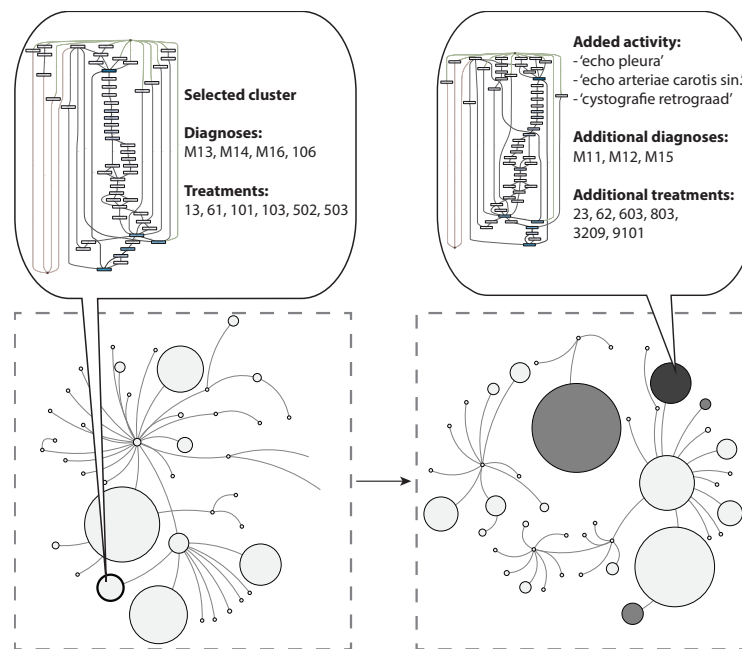 Selected cluster
Diagnoses:
M13, M14, M16, 106
Treatments:
13, 61, 101, 103, 502, 503
Added activity:
-‘echo pleura’
-‘echo arteriae carotis sin.’
-‘cystografie retrograad’
Additional diagnoses:
M11, M12, M15
Additional treatments:
23, 62, 603, 803,
3209, 9101